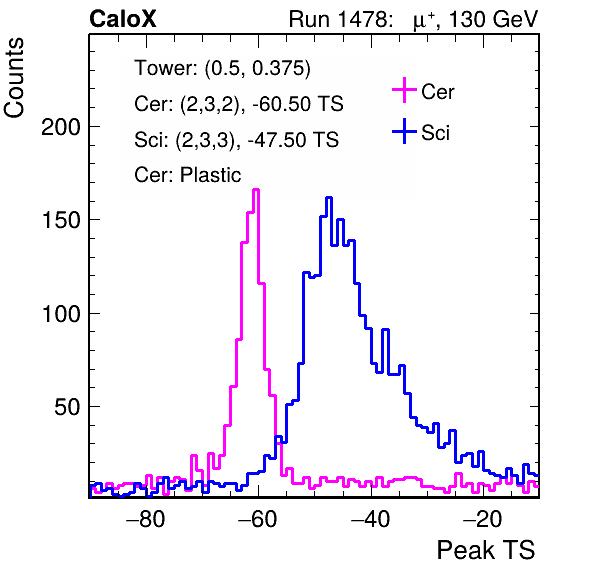 CaloX Run 1478: μ⁺, 130 GeV
Counts
Tower: (0.5, 0.375)
Cer: (2,3,2), -60.50 TS
Sci: (2,3,3), -47.50 TS
Cer: Plastic
Cer
Sci
200
150
100
50
−80 −60 −40 −20
Peak TS